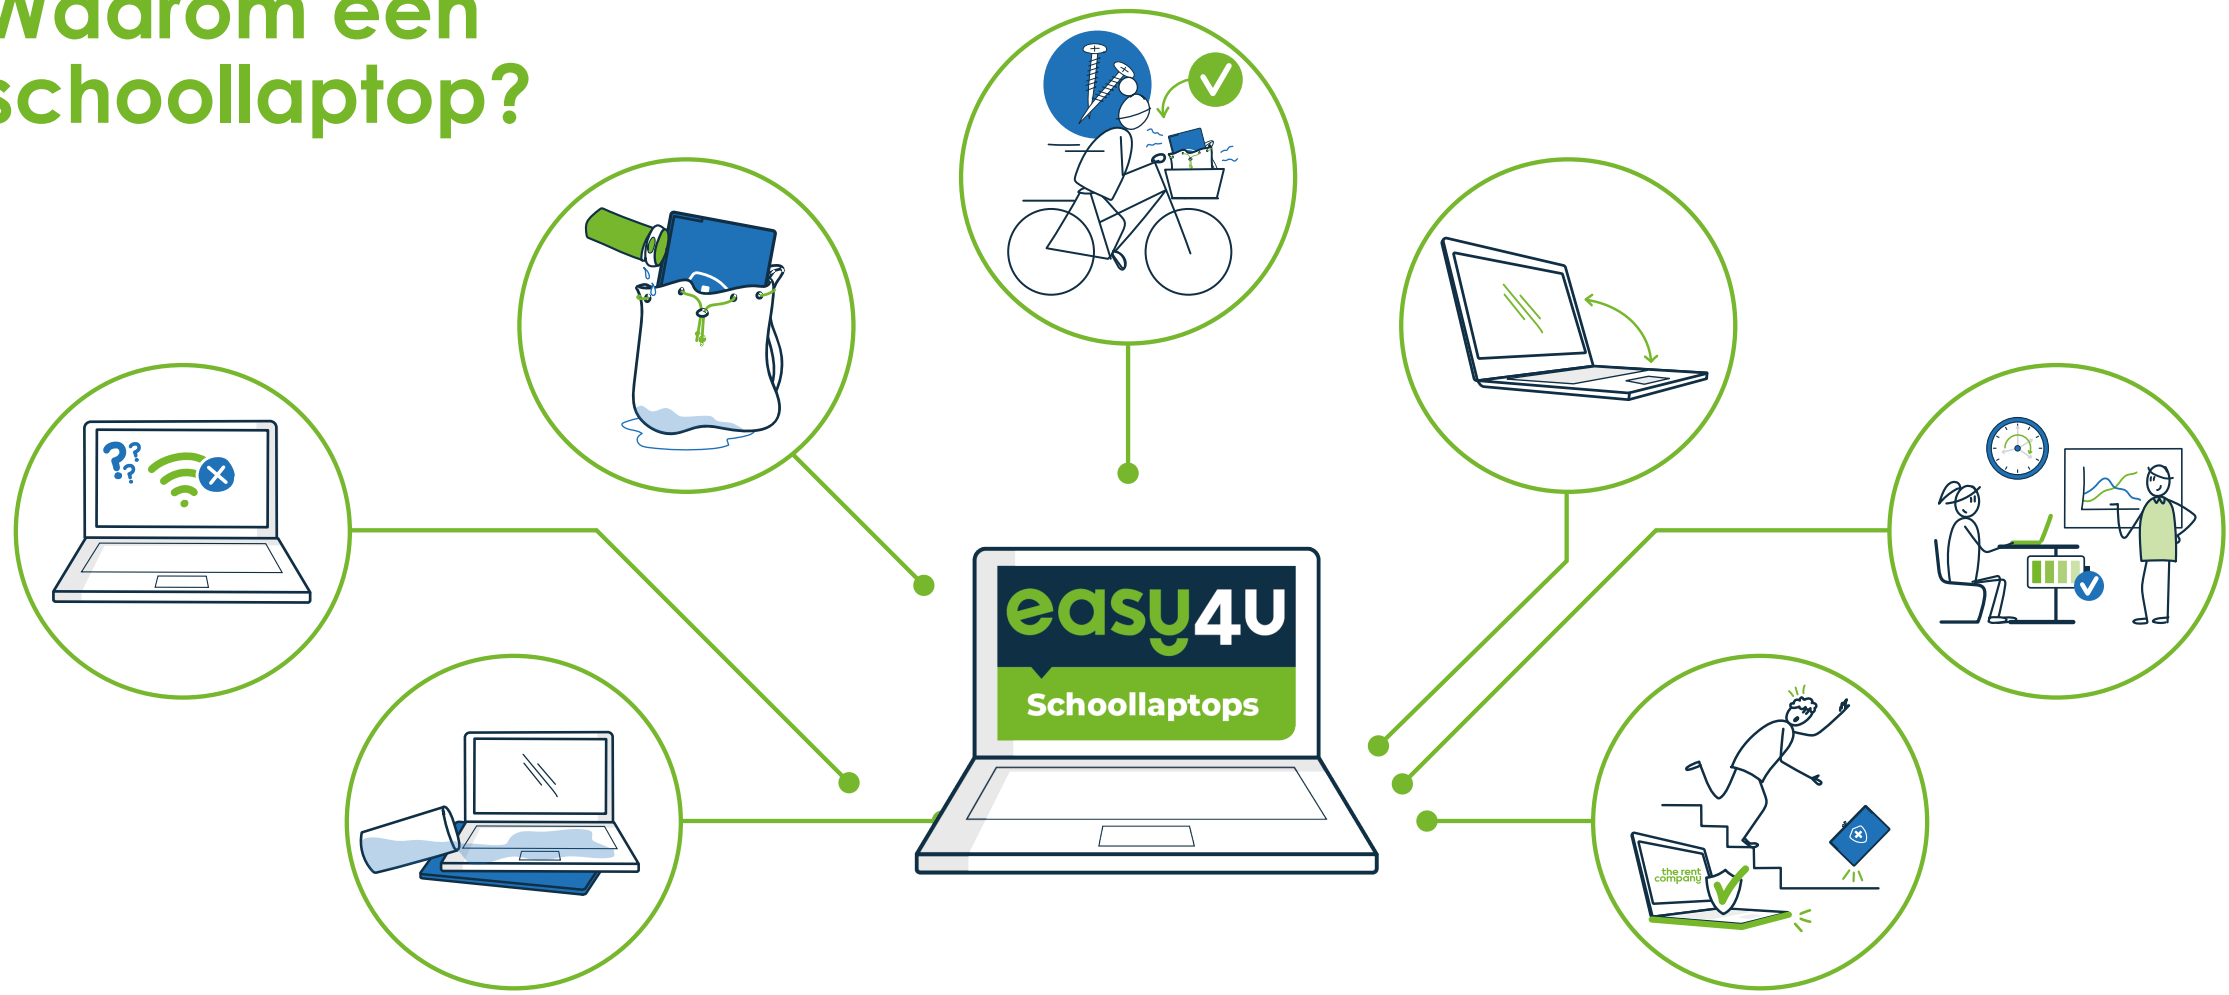 Waarom een
schoollaptop?
???
easy4u
Schoollaptops
the rent
company